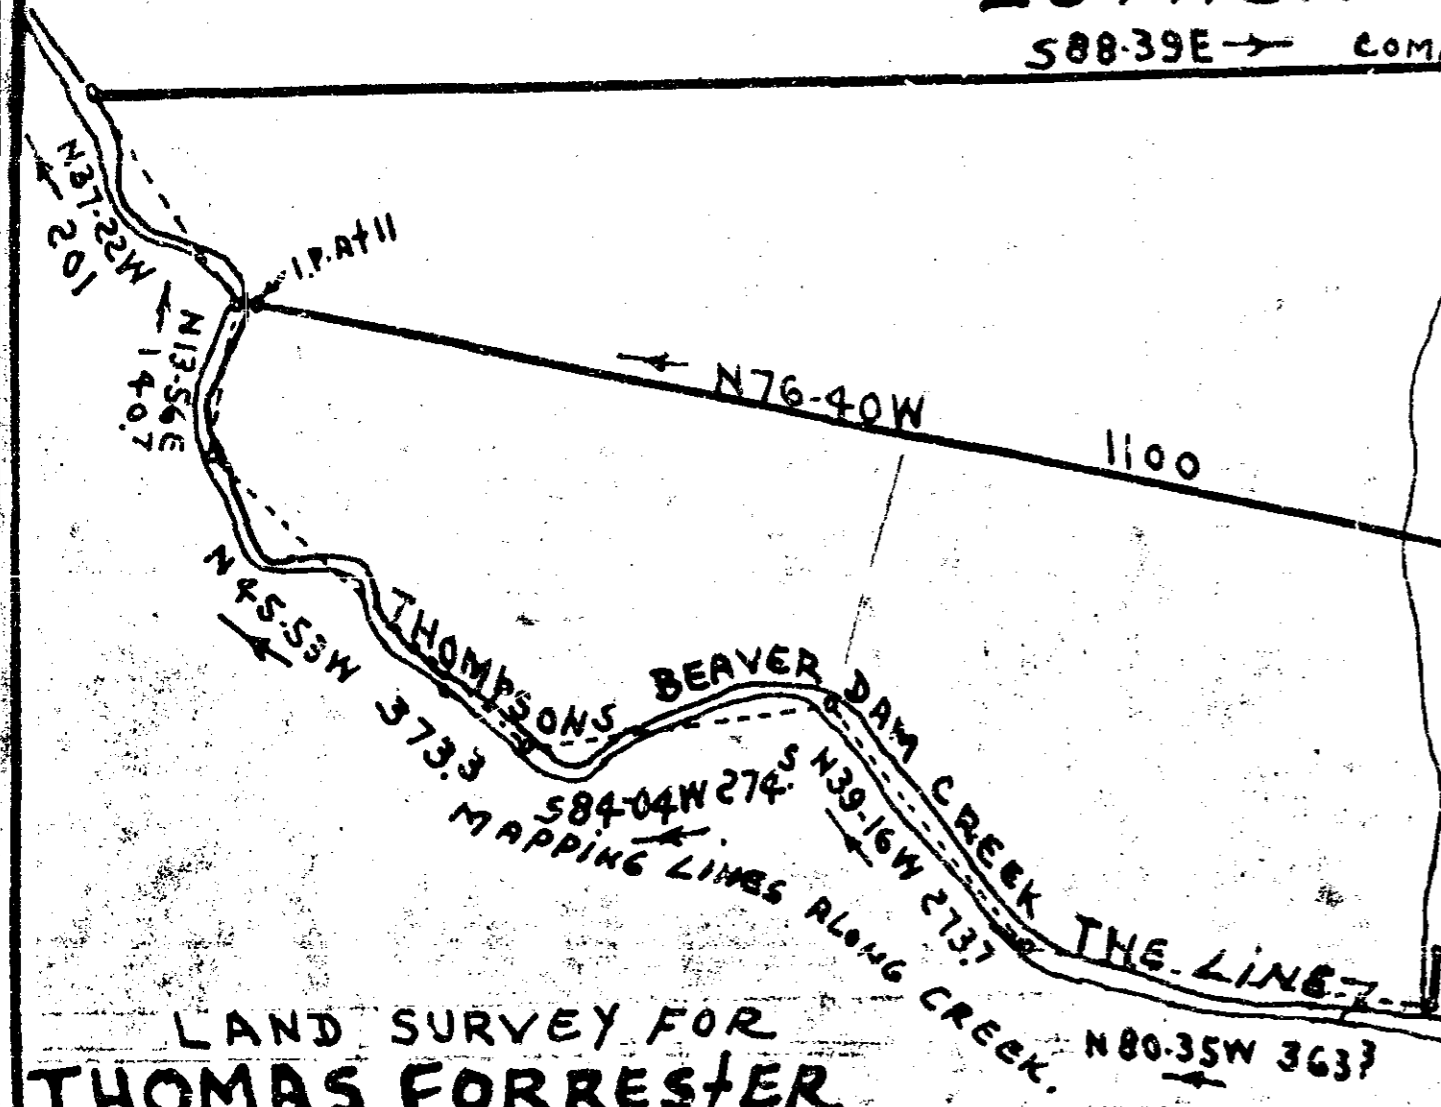 S88-39E → COM
N.37-22W
201
I.P. At 11
N13-56E
140.7
← N76-40W 1100
N45-53W 373.3
THOMPSONS BEAVER DAM CREEK THE LINE
S84-04W 274.5
N39-16W 273.7
MAPPING LINES ALONG CREEK.
N80-35W 363
LAND SURVEY FOR
THOMAS FORRESTER